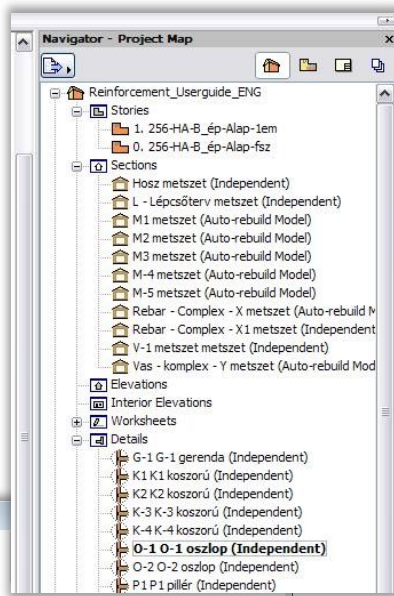 Navigator - Project Map
Reinforcement_Userguide_ENG
Stories
1. 256-HA-B_ép-Alap-1em
0. 256-HA-B_ép-Alap-fsz
Sections
Hosz metszet (Independent)
L - Lépcsőterv metszet (Independent)
M1 metszet (Auto-rebuild Model)
M2 metszet (Auto-rebuild Model)
M3 metszet (Auto-rebuild Model)
M-4 metszet (Auto-rebuild Model)
M-5 metszet (Auto-rebuild Model)
Rebar - Complex - X metszet (Auto-rebuild M
Rebar - Complex - X1 metszet (Independent
V-1 metszet metszet (Independent)
Vas - komplex - Y metszet (Auto-rebuild Mod
Elevations
Interior Elevations
Worksheets
Details
G-1 G-1 gerenda (Independent)
K1 K1 koszorú (Independent)
K2 K2 koszorú (Independent)
K-3 K-3 koszorú (Independent)
K-4 K-4 koszorú (Independent)
O-1 O-1 oszlop (Independent)
O-2 O-2 oszlop (Independent)
P1 P1 pillér (Independent)